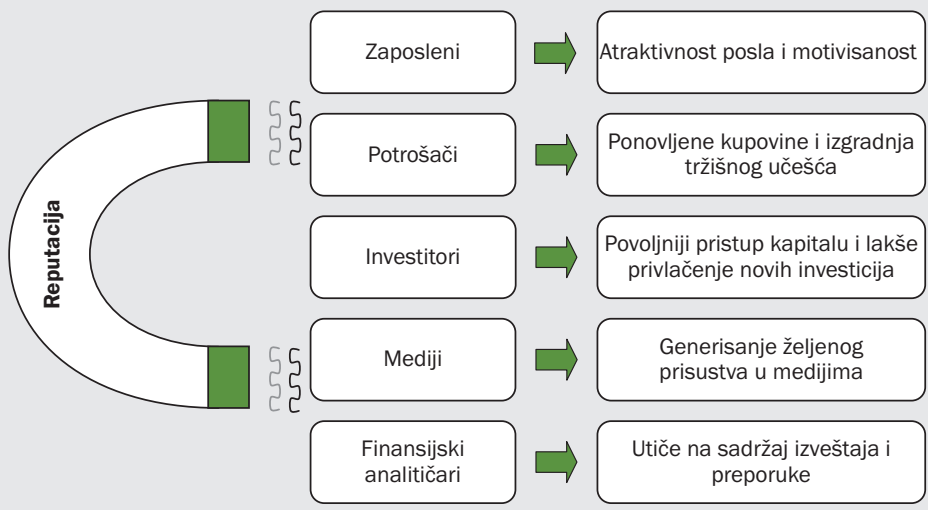 Reputacija
Zaposleni
Atraktivnost posla i motivisanost
Potrošači
Ponovljene kupovine i izgradnja
tržišnog učešća
Investitori
Povoljniji pristup kapitalu i lakše
privlačenje novih investicija
Mediji
Generisanje željenog
prisustva u medijima
Finansijski
analitičari
Utiče na sadržaj izveštaja i
preporuke